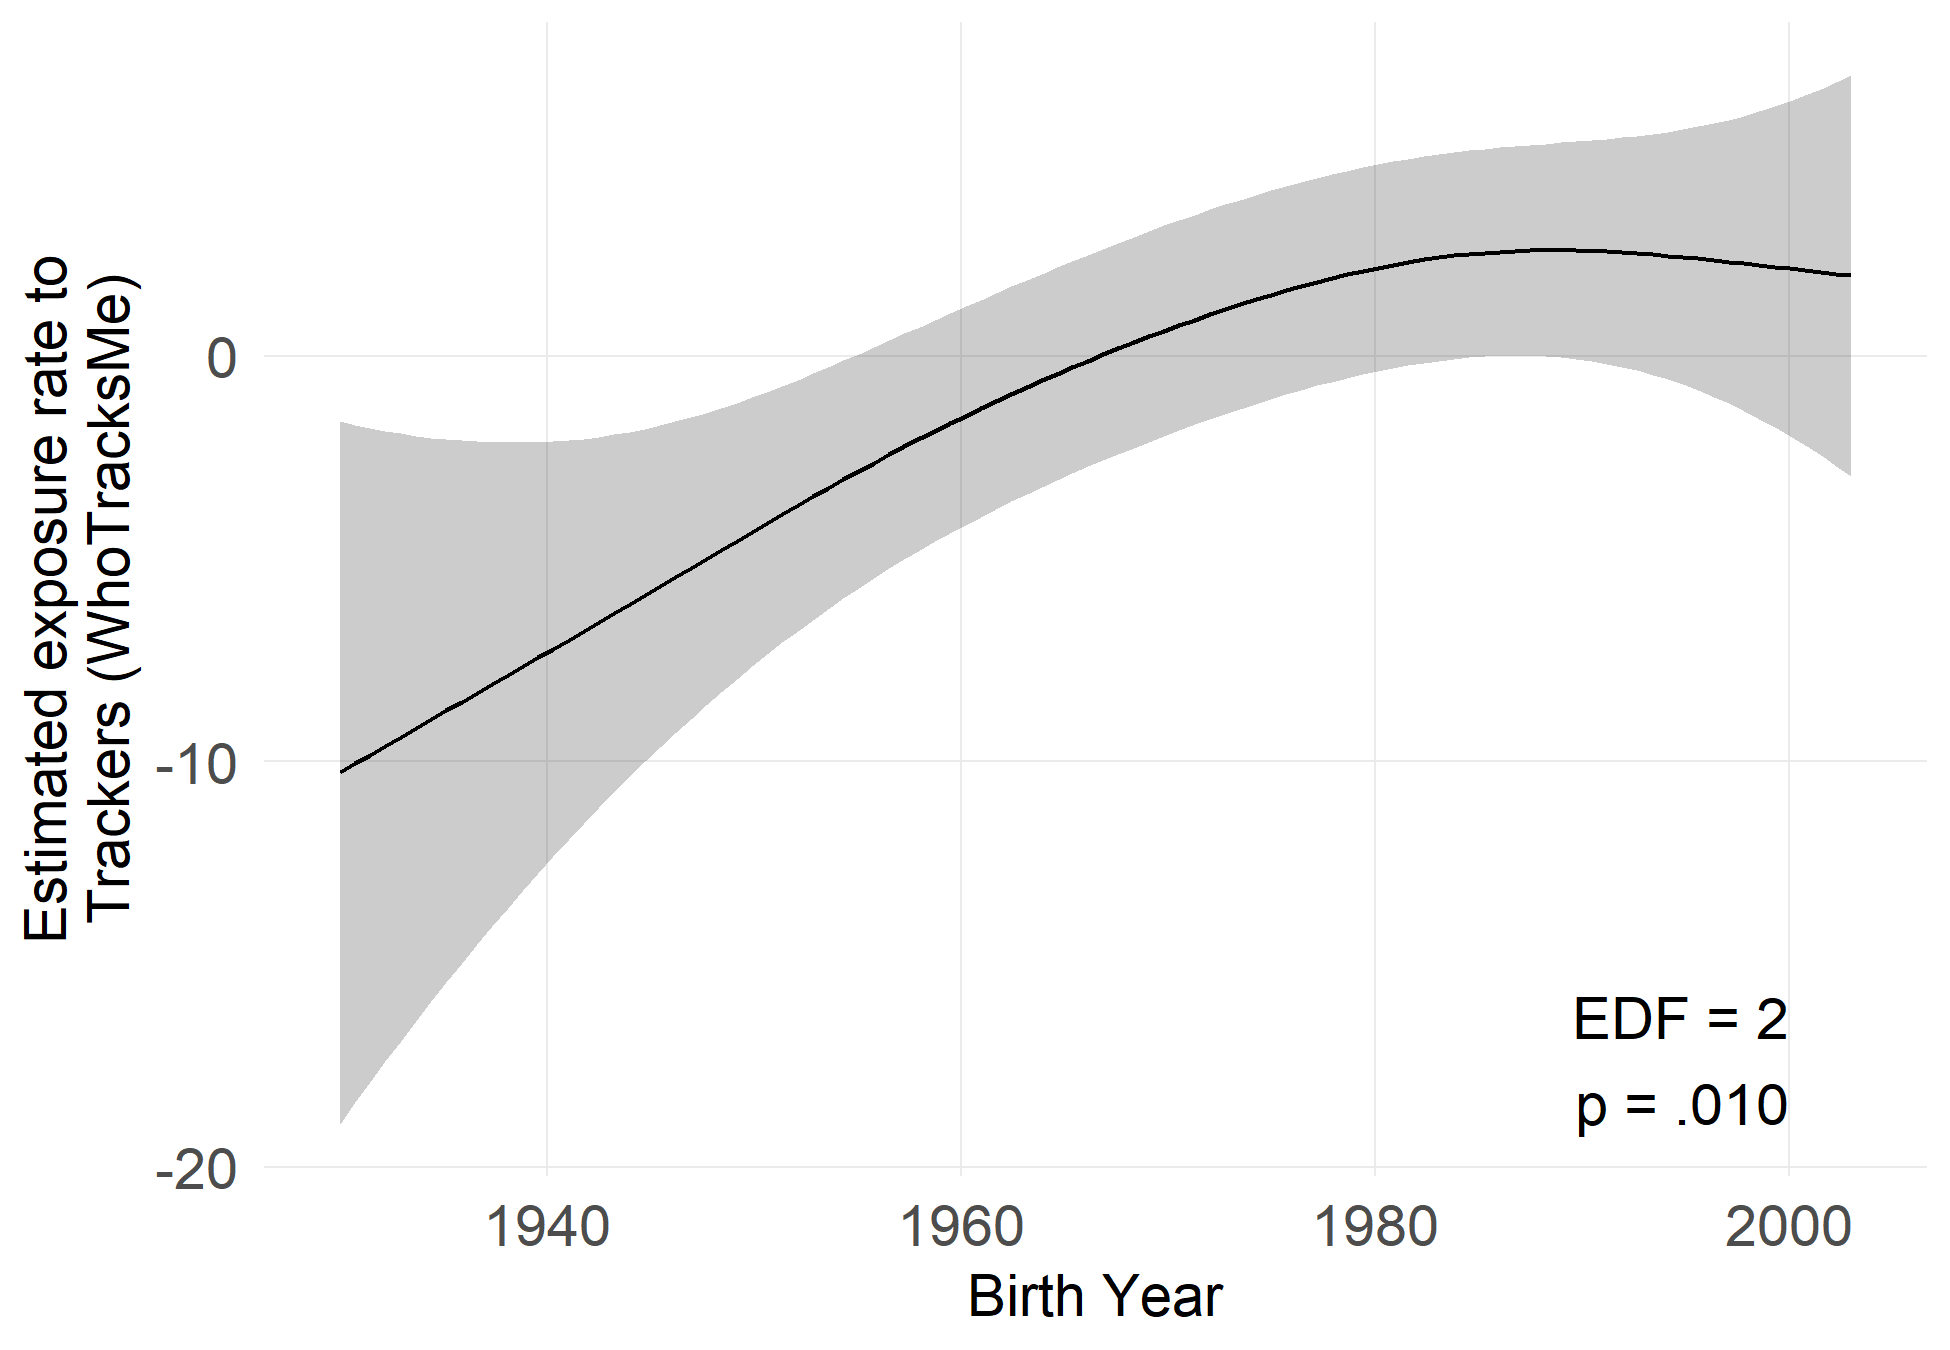 Estimated exposure rate to
Trackers (WhoTracksMe)
0
-10
-20
EDF = 2
p = .010
1940
1960
1980
2000
Birth Year